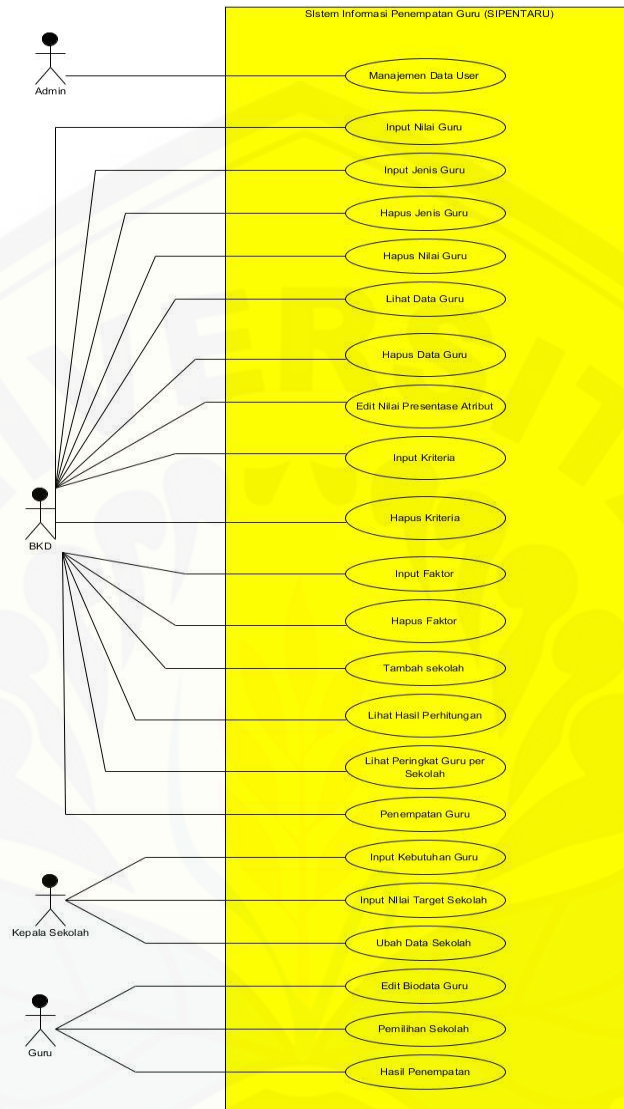 SIstem Informasi Penempatan Guru (SIPENTARU)
Admin
Manajemen Data User
Input Nilai Guru
Input Jenis Guru
Hapus Jenis Guru
Hapus Nilai Guru
Lihat Data Guru
Hapus Data Guru
Edit Nilai Presentase Atribut
Input Kriteria
BKD
Hapus Kriteria
Input Faktor
Hapus Faktor
Tambah sekolah
Lihat Hasil Perhitungan
Lihat Peringkat Guru per
Sekolah
Penempatan Guru
Kepala Sekolah
Input Kebutuhan Guru
Input NIlai Target Sekolah
Ubah Data Sekolah
Guru
Edit Biodata Guru
Pemilihan Sekolah
Hasil Penempatan